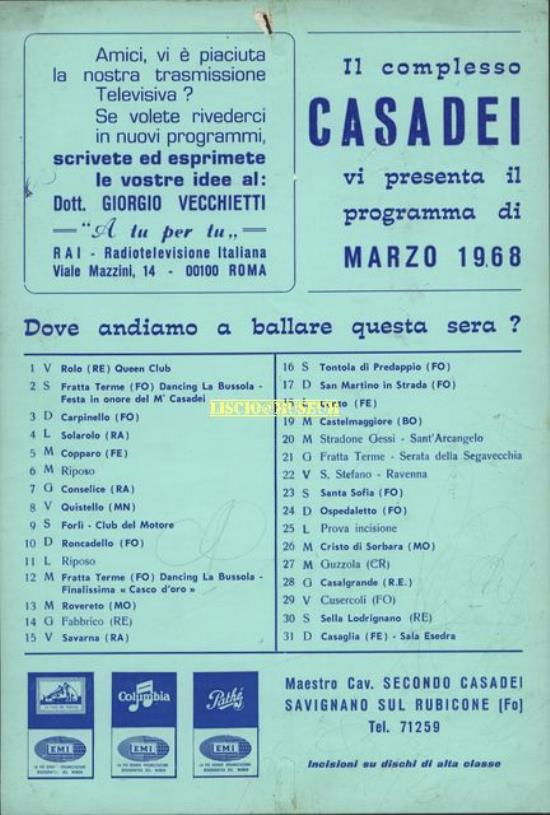 Amici, vi è piaciuta
la nostra trasmissione
Televisiva ?
Se volete rivederci
in nuovi programmi,
scrivete ed esprimete
le vostre idee al:
Dott. GIORGIO VECCHIETTI
"A tu per tu„
RAI - Radiotelevisione Italiana
Viale Mazzini, 14 - 00100 ROMA
Il complesso
CASADEI
vi presenta il
programma di
MARZO 1968
Dove andiamo a ballare questa sera ?
1 V Rolo (RE) Queen Club
2 S Fratta Terme (FO) Dancing La Bussola -
Festa in onore del M° Casadei
3 D Carpinello (FO)
4 L Solarolo (RA)
5 M Copparo (FE)
6 M Riposo
7 G Conselice (RA)
8 V Quistello (MN)
9 S Forlì - Club del Motore
10 D Roncadello (FO)
11 L Riposo
12 M Fratta Terme (FO) Dancing La Bussola -
Finalissima « Casco d'oro »
13 M Rovereto (MO)
14 G Fabbrico (RE)
15 V Savarna (RA)
16 S Tontola di Predappio (FO)
17 D San Martino in Strada (FO)
(FE)
19 M Castelmaggiore (BO)
20 M Stradone Gessi - Sant'Arcangelo
21 G Fratta Terme - Serata della Segavecchia
22 V S. Stefano - Ravenna
23 S Santa Sofia (FO)
24 D Ospedaletto (FO)
25 L Prova incisione
26 M Cristo di Sorbara (MO)
27 M Guzzola (CR)
28 G Casalgrande (R.E.)
29 V Cusercoli (FO)
30 S Sella Lodrignano (RE)
31 D Casaglia (FE) - Sala Esedra
LISCIO@MUSEUM
Columbia
Pathé
EMI
EMI
EMI
Maestro Cav. SECONDO CASADEI
SAVIGNANO SUL RUBICONE (Fo)
Tel. 71259
Incisioni su dischi di alta classe